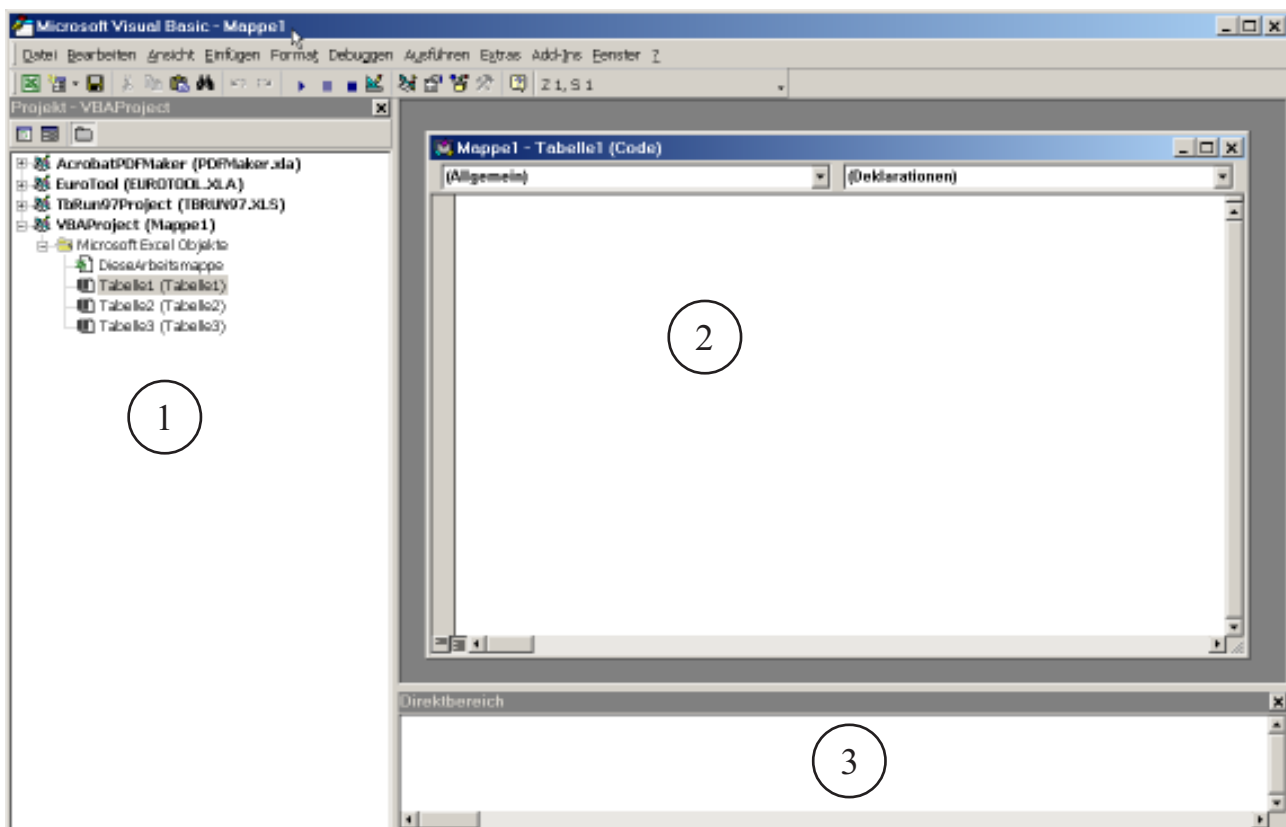 Microsoft Visual Basic - Mappe1
Datei Bearbeiten Ansicht Einfügen Format Debuggen Ausführen Extras Add-Ins Fenster ?
Z 1, S 1
Projekt - VBAProject
AcrobatPDFMaker (PDFMaker.xla)
EuroTool (EUROTOOL.XLA)
TbRun97Project (TBRUN97.XLS)
VBAProject (Mappe1)
Microsoft Excel Objekte
DieseArbeitsmappe
Tabelle1 (Tabelle1)
Tabelle2 (Tabelle2)
Tabelle3 (Tabelle3)
1
Mappe1 - Tabelle1 (Code)
(Allgemein) (Deklarationen)
2
Direktbereich
3